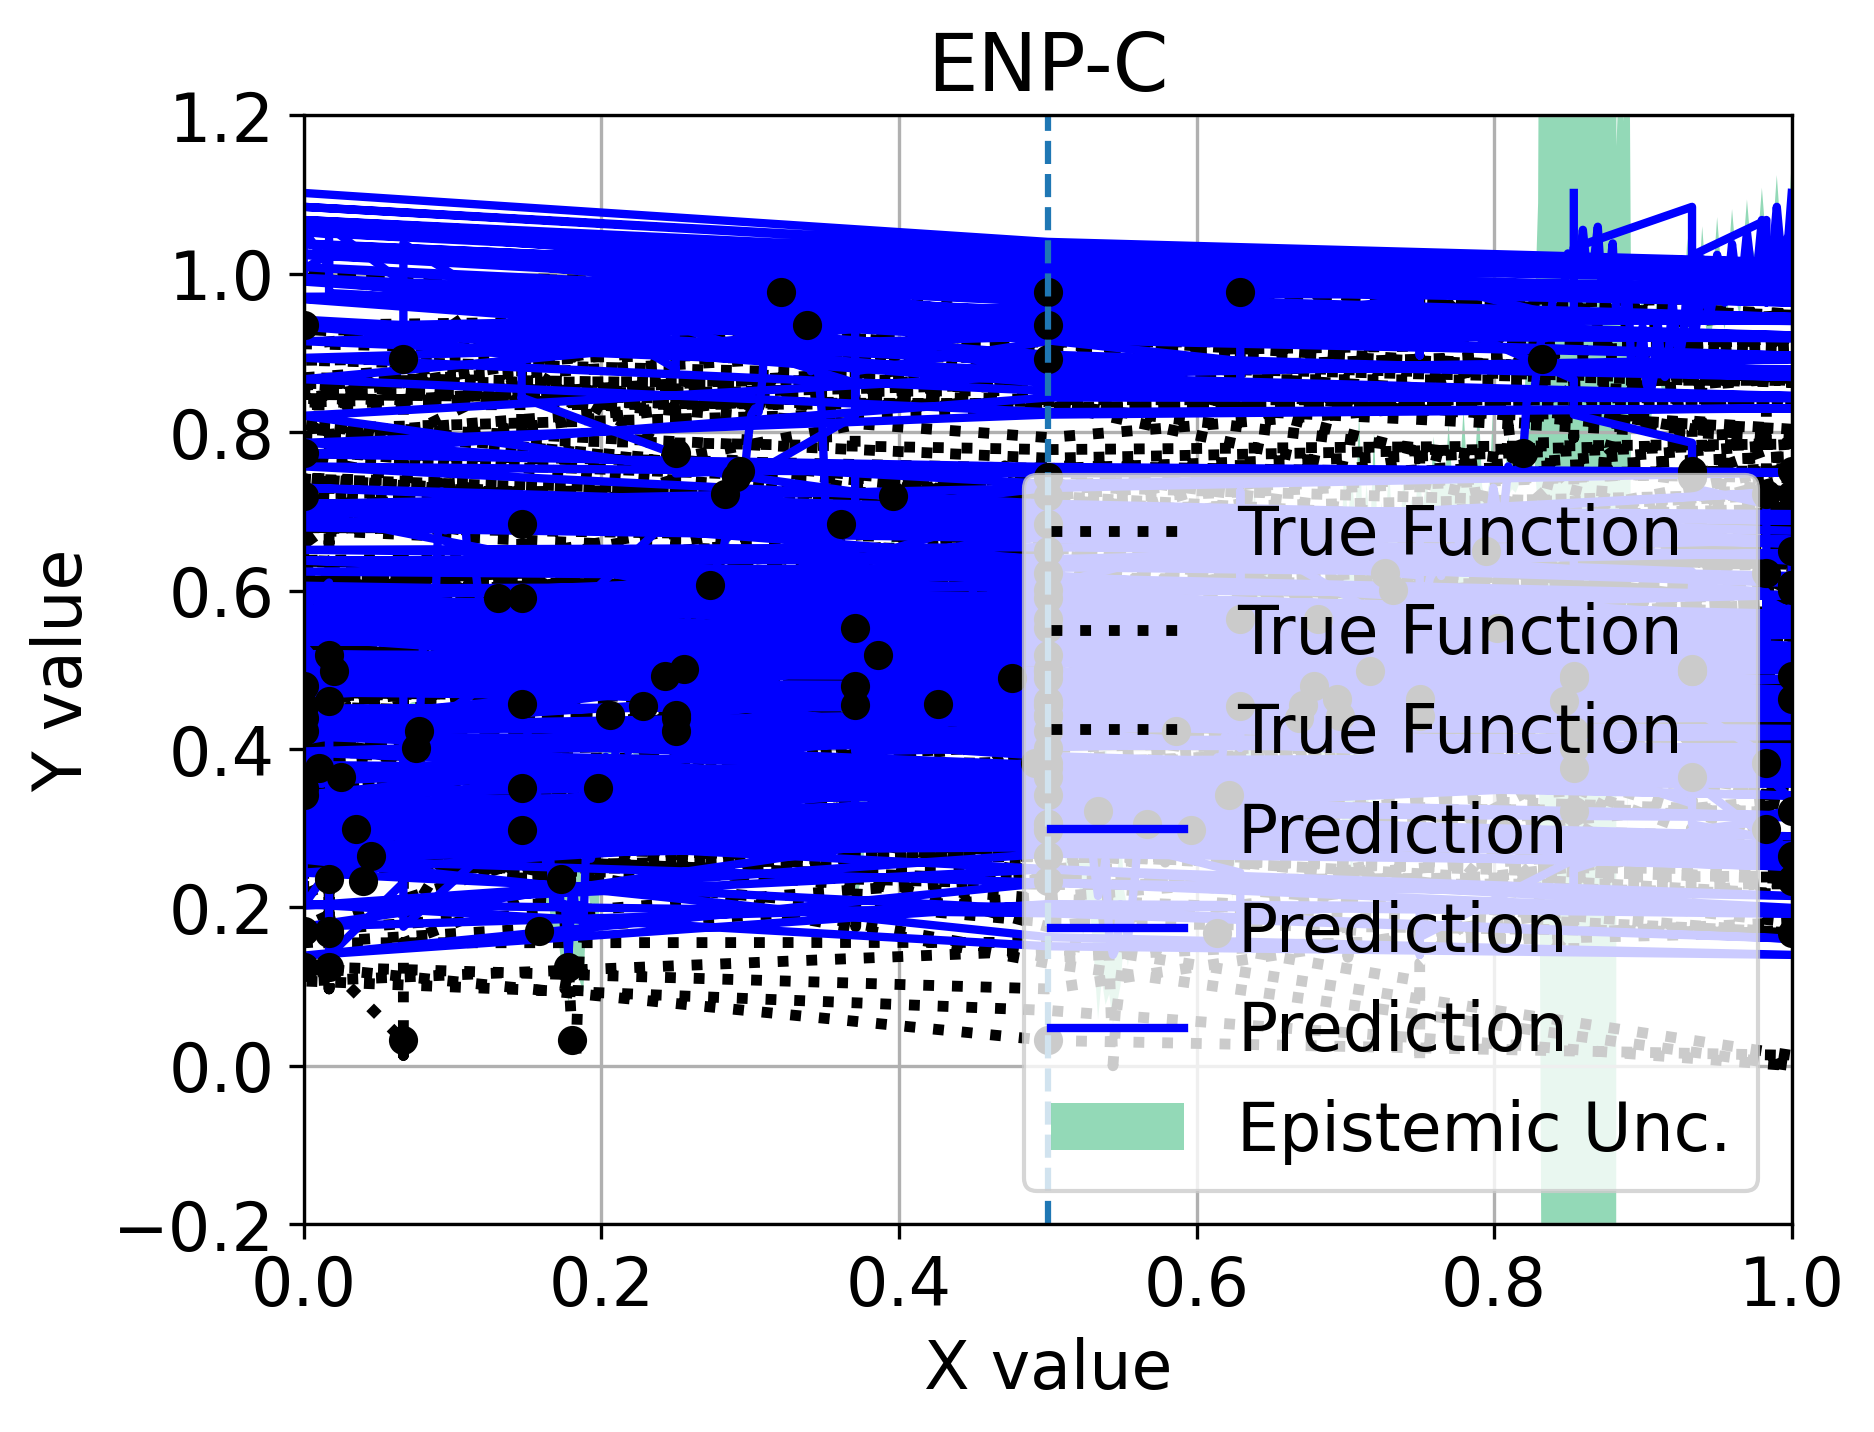 ENP-C
1.2
1.0
0.8
0.6
0.4
0.2
0.0
−0.2
Y value
True Function
True Function
True Function
Prediction
Prediction
Prediction
Epistemic Unc.
0.0 0.2 0.4 0.6 0.8 1.0
X value